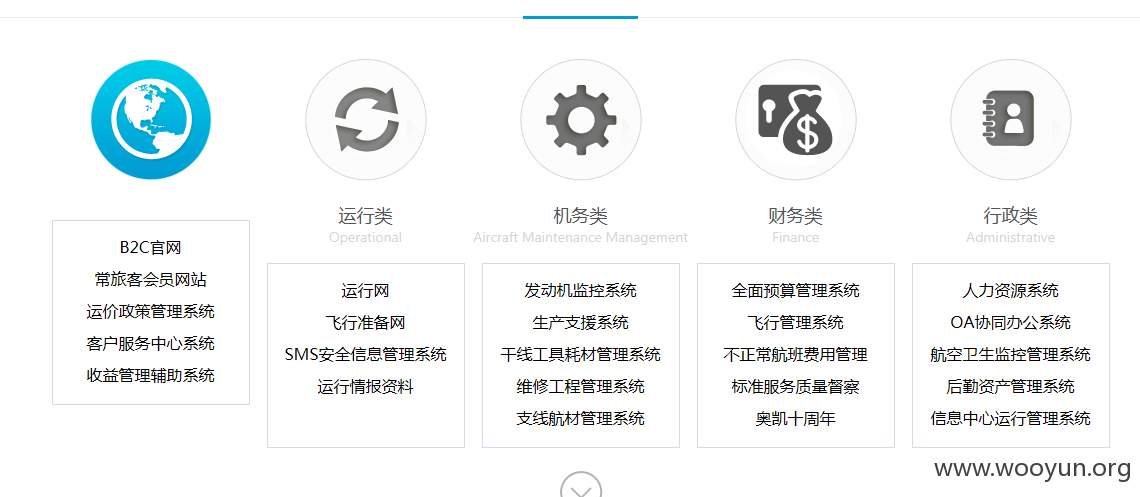 B2C官网
常旅客会员网站
运价政策管理系统
客户服务中心系统
收益管理辅助系统
运行类
Operational
运行网
飞行准备网
SMS安全信息管理系统
运行情报资料
机务类
Aircraft Maintenance Management
发动机监控系统
生产支援系统
干线工具耗材管理系统
维修工程管理系统
支线航材管理系统
财务类
Finance
全面预算管理系统
飞行管理系统
不正常航班费用管理
标准服务质量督察
奥凯十周年
行政类
Administrative
人力资源系统
OA协同办公系统
航空卫生监控管理系统
后勤资产管理系统
信息中心运行管理系统
www.wooyun.org